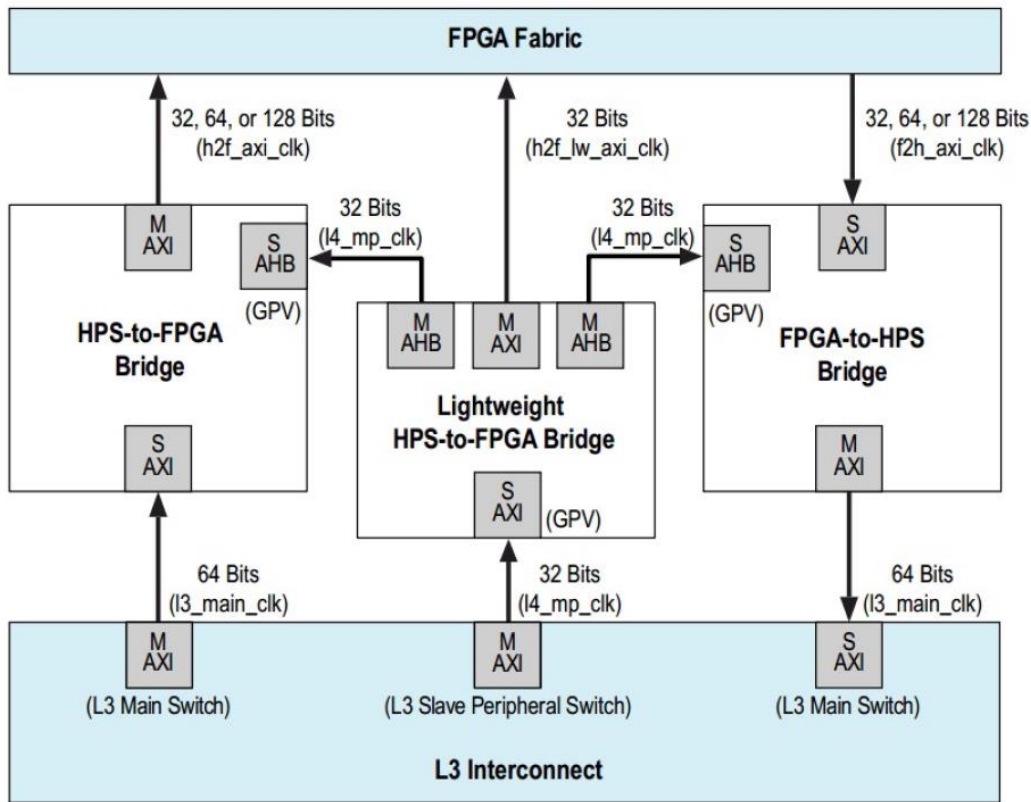 FPGA Fabric
32, 64, or 128 Bits
(h2f_axi_clk)
32 Bits
(h2f_lw_axi_clk)
32, 64, or 128 Bits
(f2h_axi_clk)
M
AXI
S
AHB
(GPV)
32 Bits
(l4_mp_clk)
32 Bits
(l4_mp_clk)
S
AHB
(GPV)
S
AXI
HPS-to-FPGA
Bridge
M
AHB
M
AXI
M
AHB
FPGA-to-HPS
Bridge
Lightweight
HPS-to-FPGA Bridge
S
AXI
S
AXI
(GPV)
M
AXI
64 Bits
(l3_main_clk)
32 Bits
(l4_mp_clk)
64 Bits
(l3_main_clk)
M
AXI
(L3 Main Switch)
M
AXI
(L3 Slave Peripheral Switch)
S
AXI
(L3 Main Switch)
L3 Interconnect